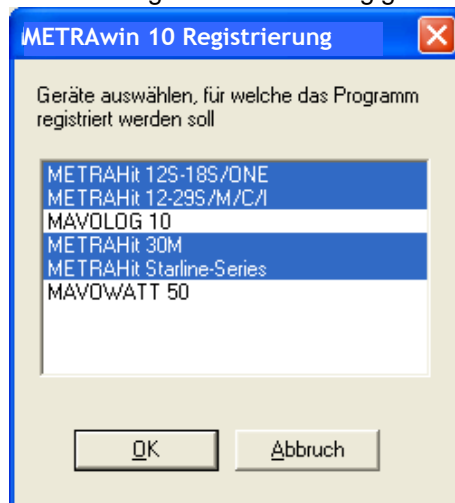 METRAwin 10 Registrierung
Geräte auswählen, für welche das Programm
registriert werden soll
METRAHit 12S-18S/ONE
METRAHit 12-29S/M/C/I
MAVOLOG 10
METRAHit 30M
METRAHit Starline-Series
MAVOWATT 50
OK
Abbruch